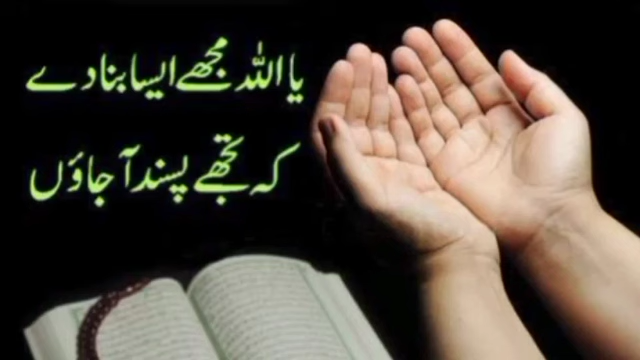 یا اللہ مجھے ایسا بنا دے
کہ تجھے پسند آ جاؤں